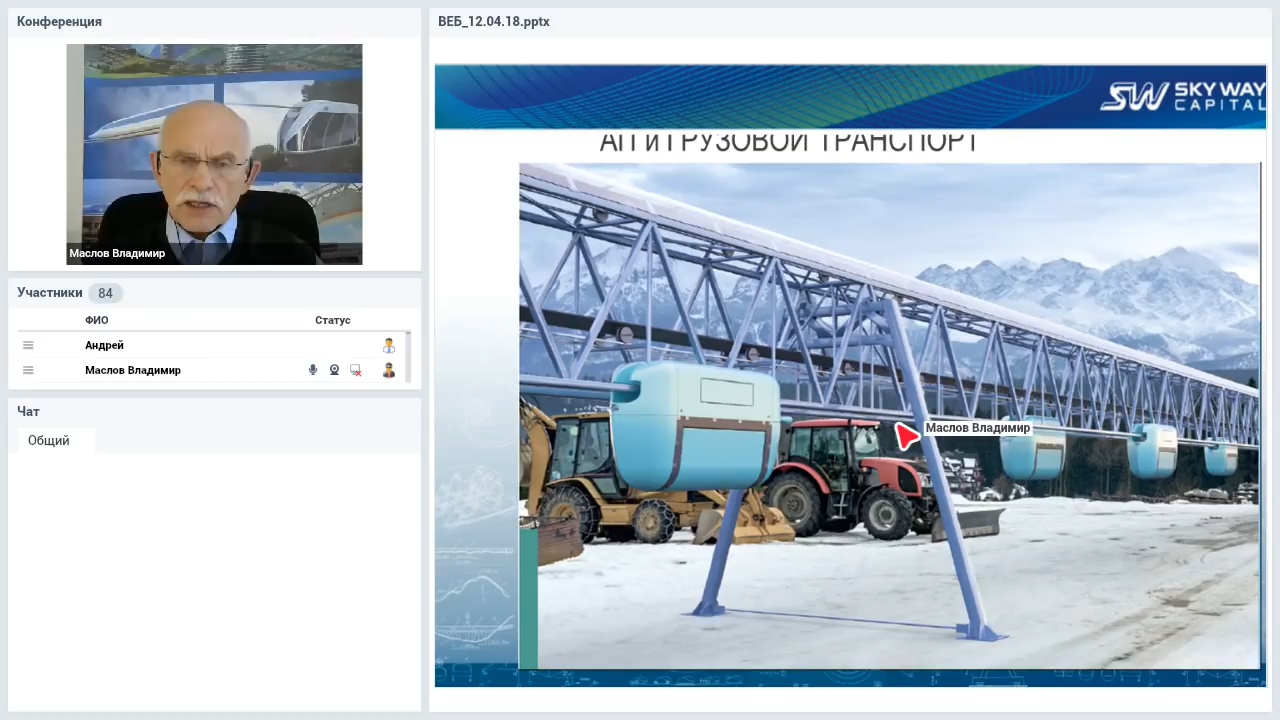 Конференция
Маслов Владимир
Участники 84
ФИО Статус
Андрей
Маслов Владимир
Чат
Общий
ВЕБ_12.04.18.pptx
SW SKY WAY
CAPITAL
ГРУЗОВОЙ ТРАНСПОРТ
Маслов Владимир